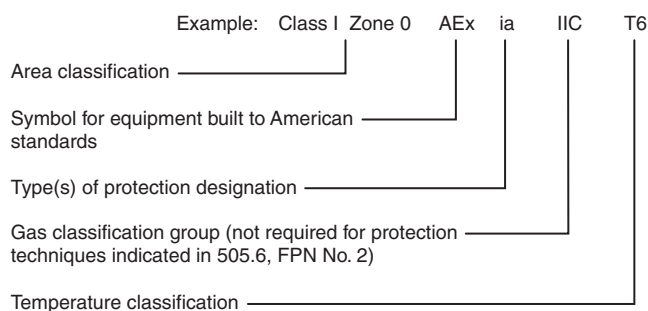 Example: Class I Zone 0 AEx ia IIC T6
Area classification
Symbol for equipment built to American
standards
Type(s) of protection designation
Gas classification group (not required for protection
techniques indicated in 505.6, FPN No. 2)
Temperature classification